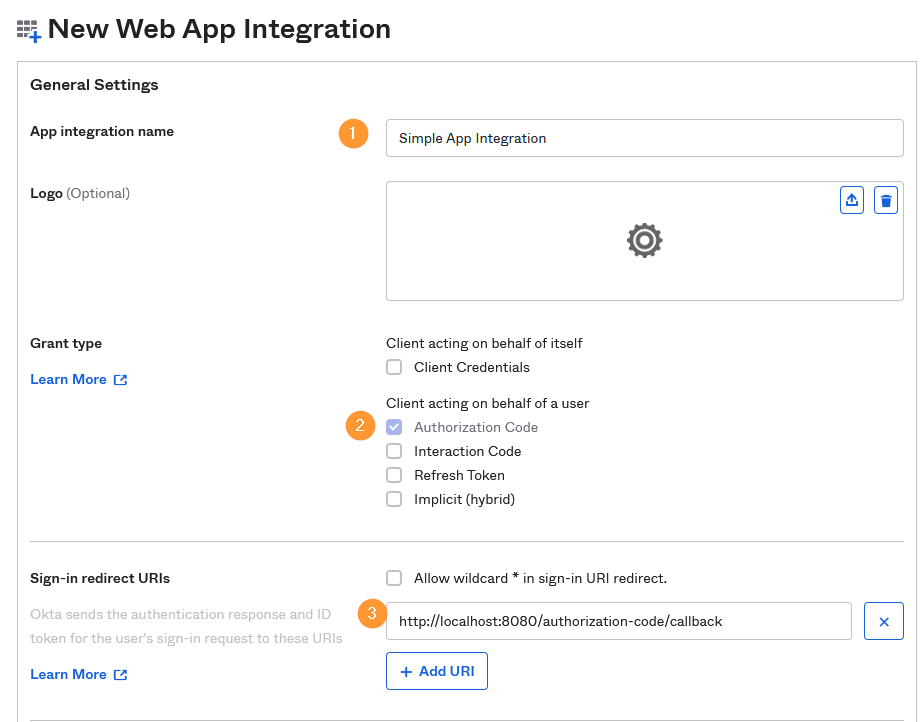 New Web App Integration
General Settings
App integration name
1
Simple App Integration
Logo (Optional)
Grant type
Client acting on behalf of itself
Learn More
Client Credentials
Client acting on behalf of a user
2
Authorization Code
Interaction Code
Refresh Token
Implicit (hybrid)
Sign-in redirect URIs
Allow wildcard * in sign-in URI redirect.
Okta sends the authentication response and ID
token for the user's sign-in request to these URIs
3
http://localhost:8080/authorization-code/callback
Learn More
+ Add URI